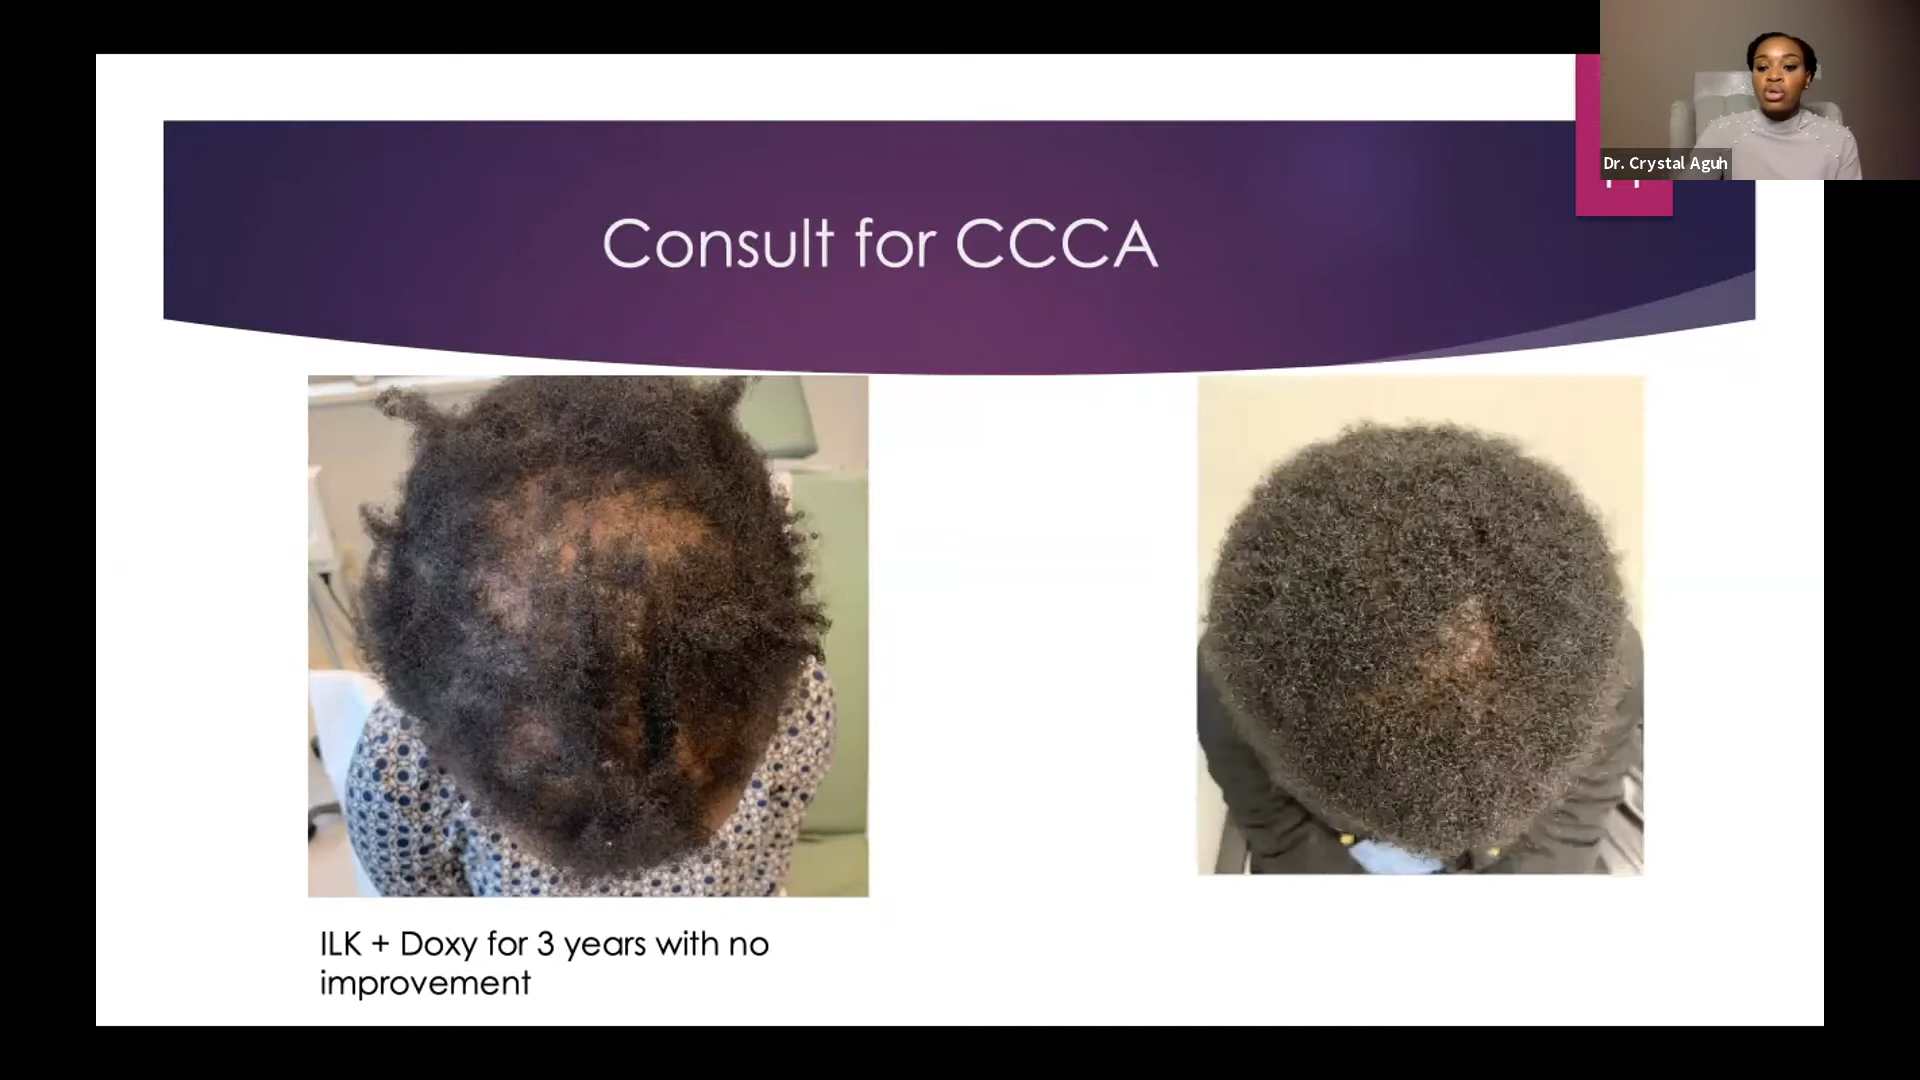 Dr. Crystal Aguh
Consult for CCCA
ILK + Doxy for 3 years with no
improvement